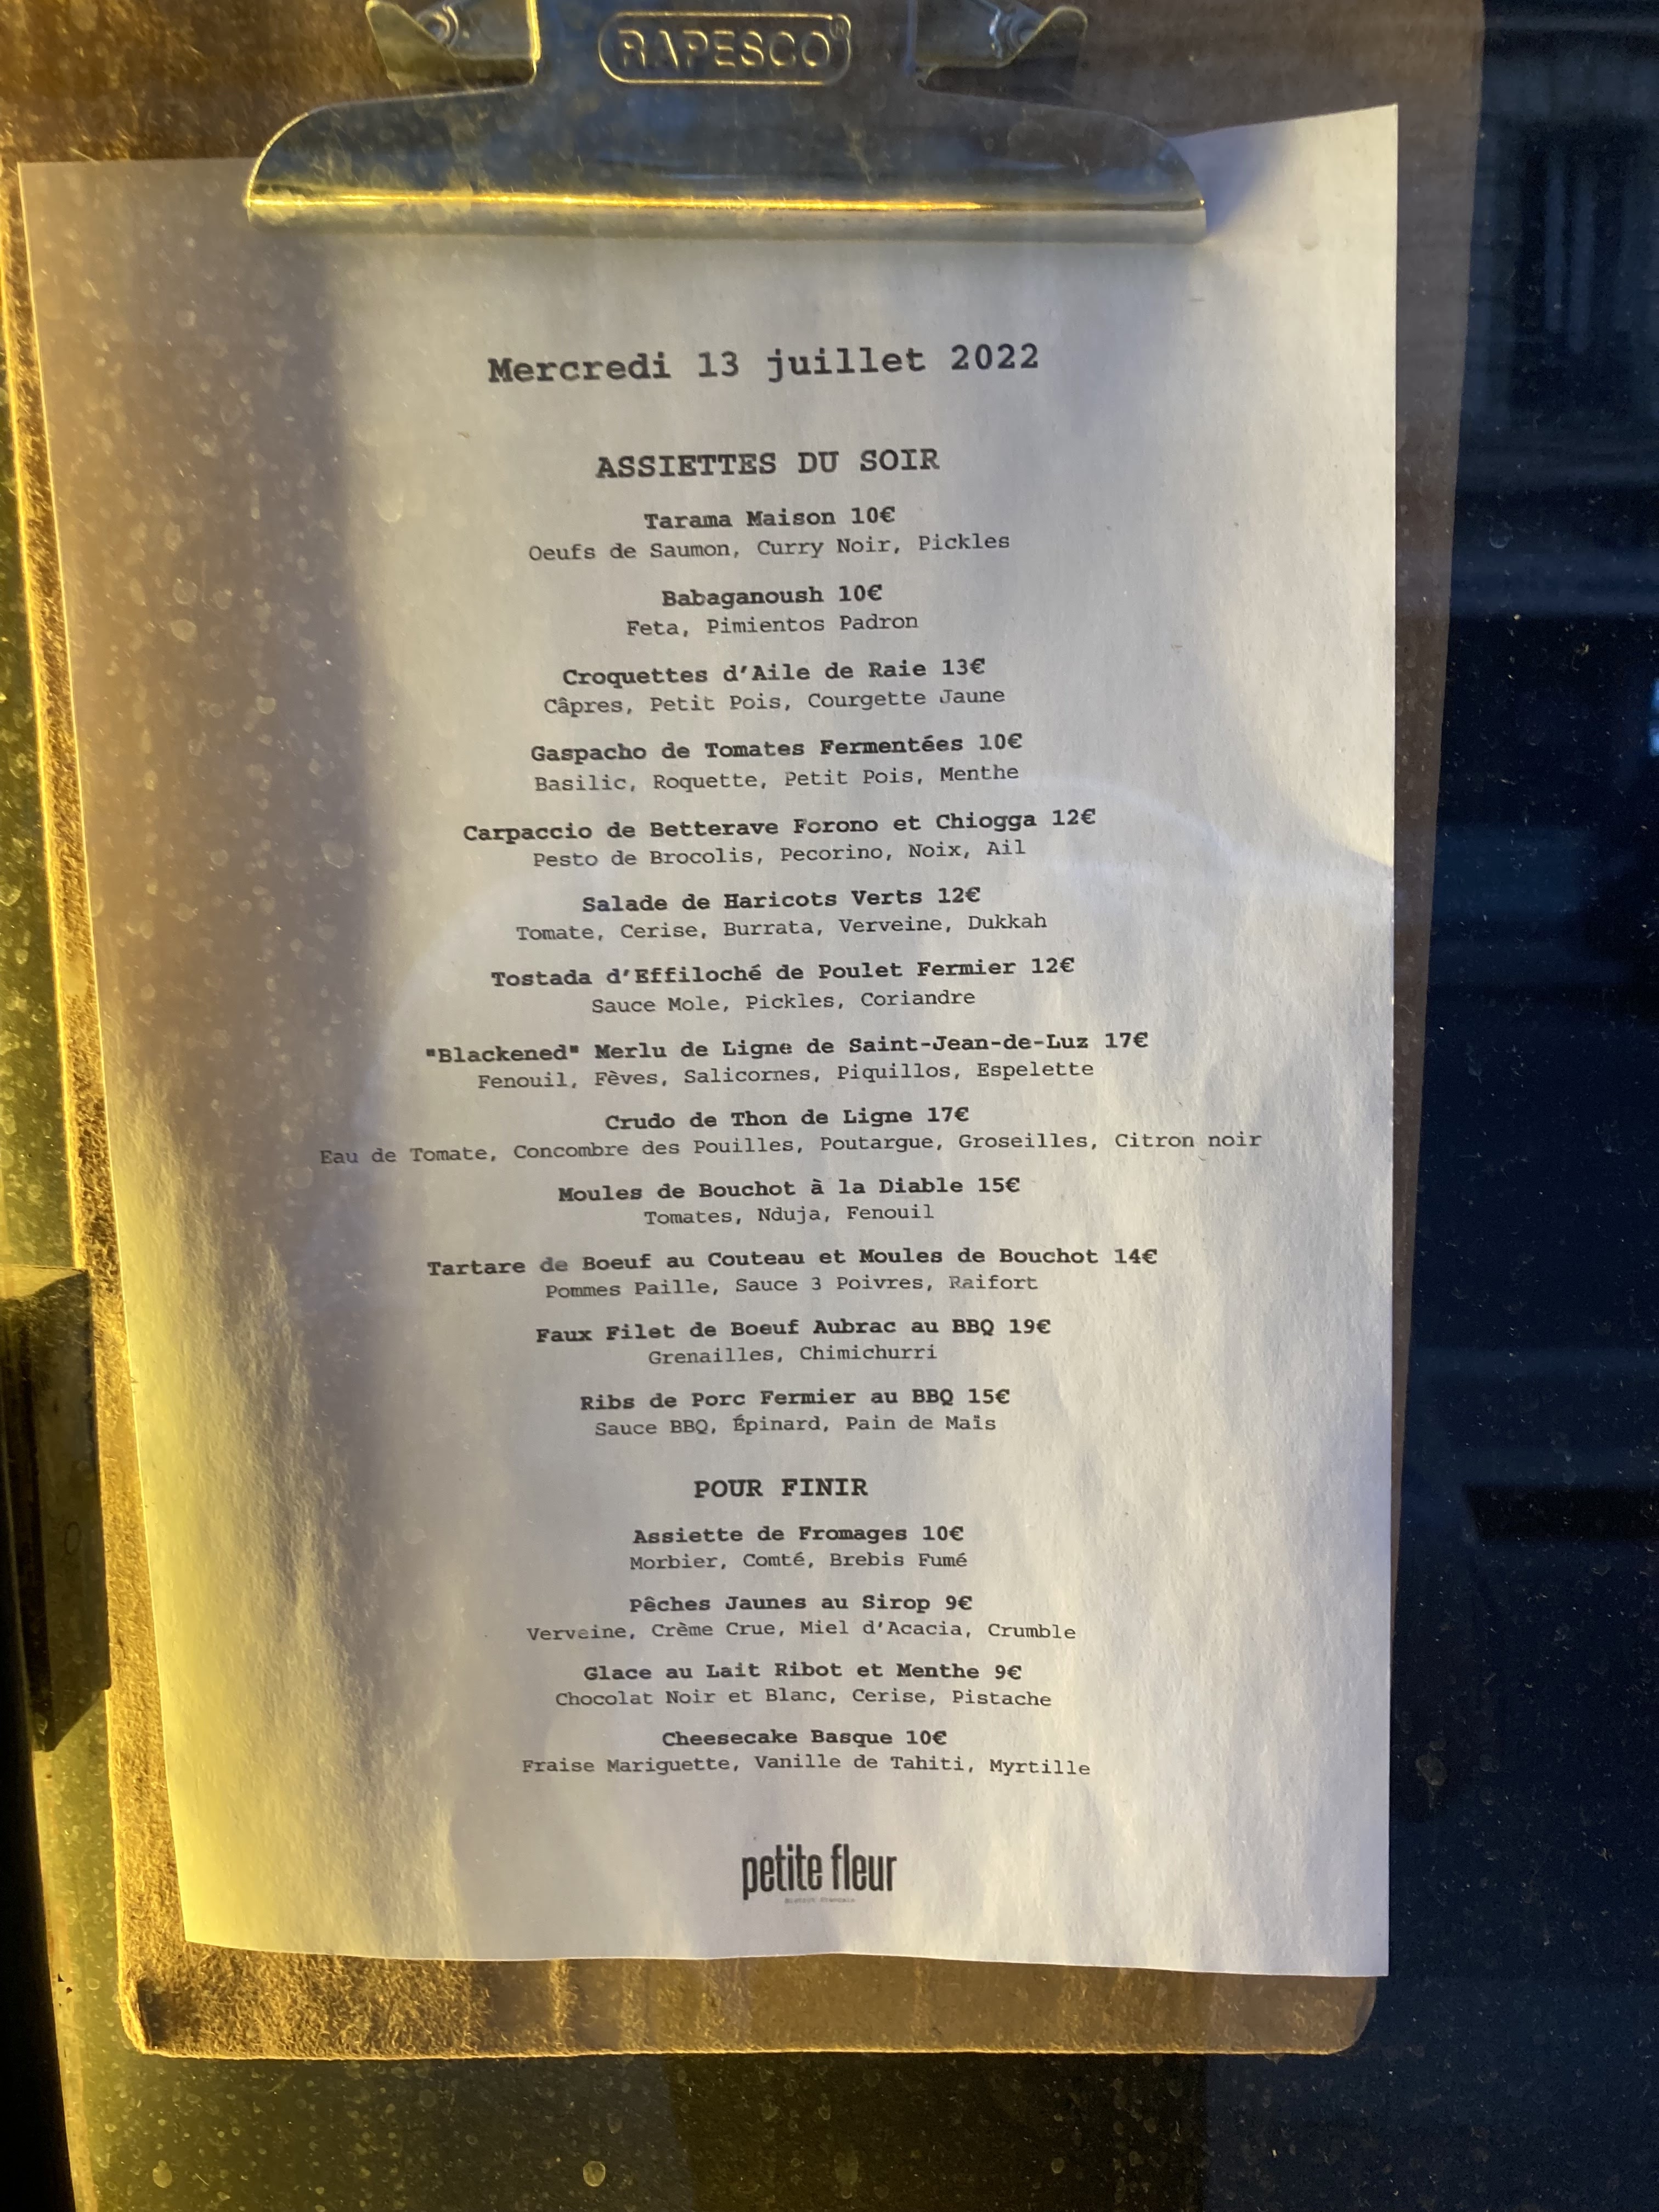 RAPESCO®
Mercredi 13 juillet 2022
ASSIETTES DU SOIR
Tarama Maison 10€
Oeufs de Saumon, Curry Noir, Pickles
Babaganoush 10€
Feta, Pimientos Padron
Croquettes d'Aile de Raie 13€
Câpres, Petit Pois, Courgette Jaune
Gaspacho de Tomates Fermentées 10€
Basilic, Roquette, Petit Pois, Menthe
Carpaccio de Betterave Forono et Chiogga 12€
Pesto de Brocolis, Pecorino, Noix, Ail
Salade de Haricots Verts 12€
Tomate, Cerise, Burrata, Verveine, Dukkah
Tostada d'Effiloché de Poulet Fermier 12€
Sauce Mole, Pickles, Coriandre
"Blackened" Merlu de Ligne de Saint-Jean-de-Luz 17€
Fenouil, Fèves, Salicornes, Piquillos, Espelette
Crudo de Thon de Ligne 17€
Eau de Tomate, Concombre des Pouilles, Poutargue, Groseilles, Citron noir
Moules de Bouchot à la Diable 15€
Tomates, Nduja, Fenouil
Tartare de Boeuf au Couteau et Moules de Bouchot 14€
Pommes Paille, Sauce 3 Poivres, Raifort
Faux Filet de Boeuf Aubrac au BBQ 19€
Grenailles, Chimichurri
Ribs de Porc Fermier au BBQ 15€
Sauce BBQ, Épinard, Pain de Maïs
POUR FINIR
Assiette de Fromages 10€
Morbier, Comté, Brebis Fumé
Pêches Jaunes au Sirop 9€
Verveine, Crème Crue, Miel d'Acacia, Crumble
Glace au Lait Ribot et Menthe 9€
Chocolat Noir et Blanc, Cerise, Pistache
Cheesecake Basque 10€
Fraise Mariguette, Vanille de Tahiti, Myrtille
petite fleur